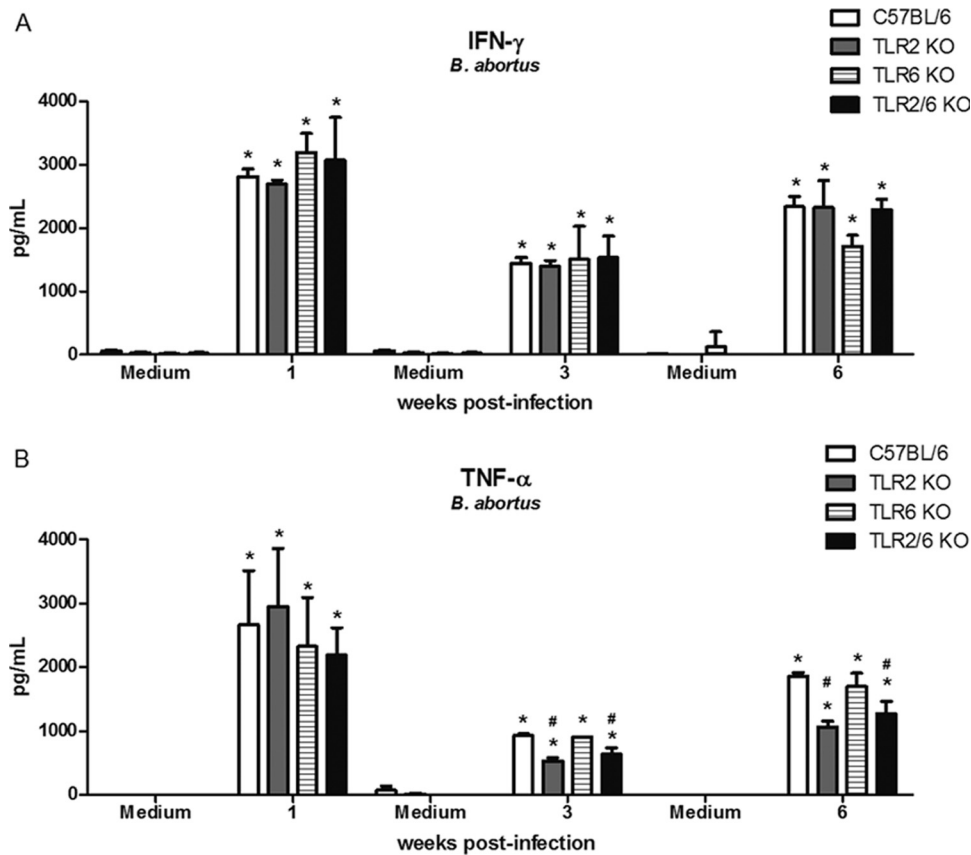 A
IFN-γ
B. abortus
C57BL/6
TLR2 KO
TLR6 KO
TLR2/6 KO
4000
3000
2000
1000
0
pg/mL
* * * *
* * * *
* * * *
Medium 1 Medium 3 Medium 6
weeks post-infection
B
TNF-α
B. abortus
C57BL/6
TLR2 KO
TLR6 KO
TLR2/6 KO
4000
3000
2000
1000
0
pg/mL
* * * *
* # * * # *
* # * * # *
Medium 1 Medium 3 Medium 6
weeks post-infection